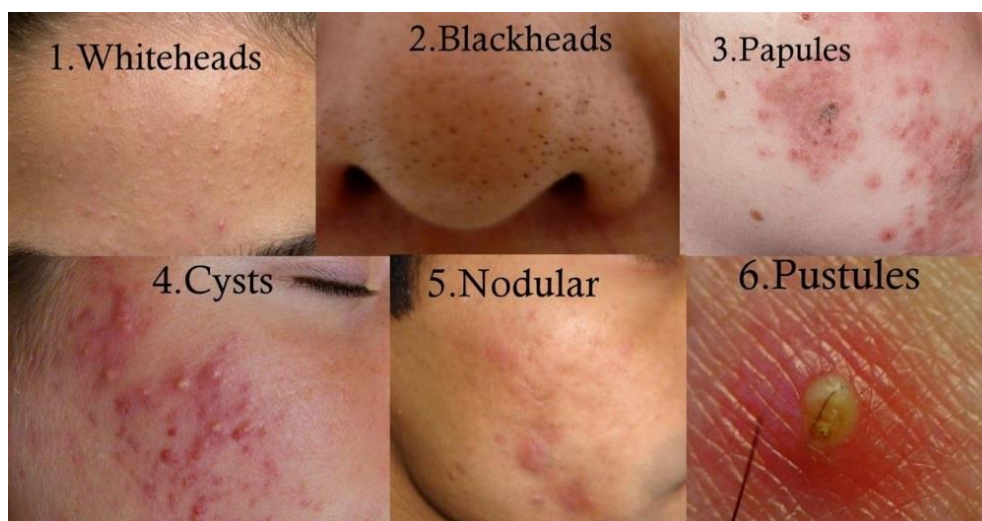 1.Whiteheads
2.Blackheads
3.Papules
4.Cysts
5.Nodular
6.Pustules